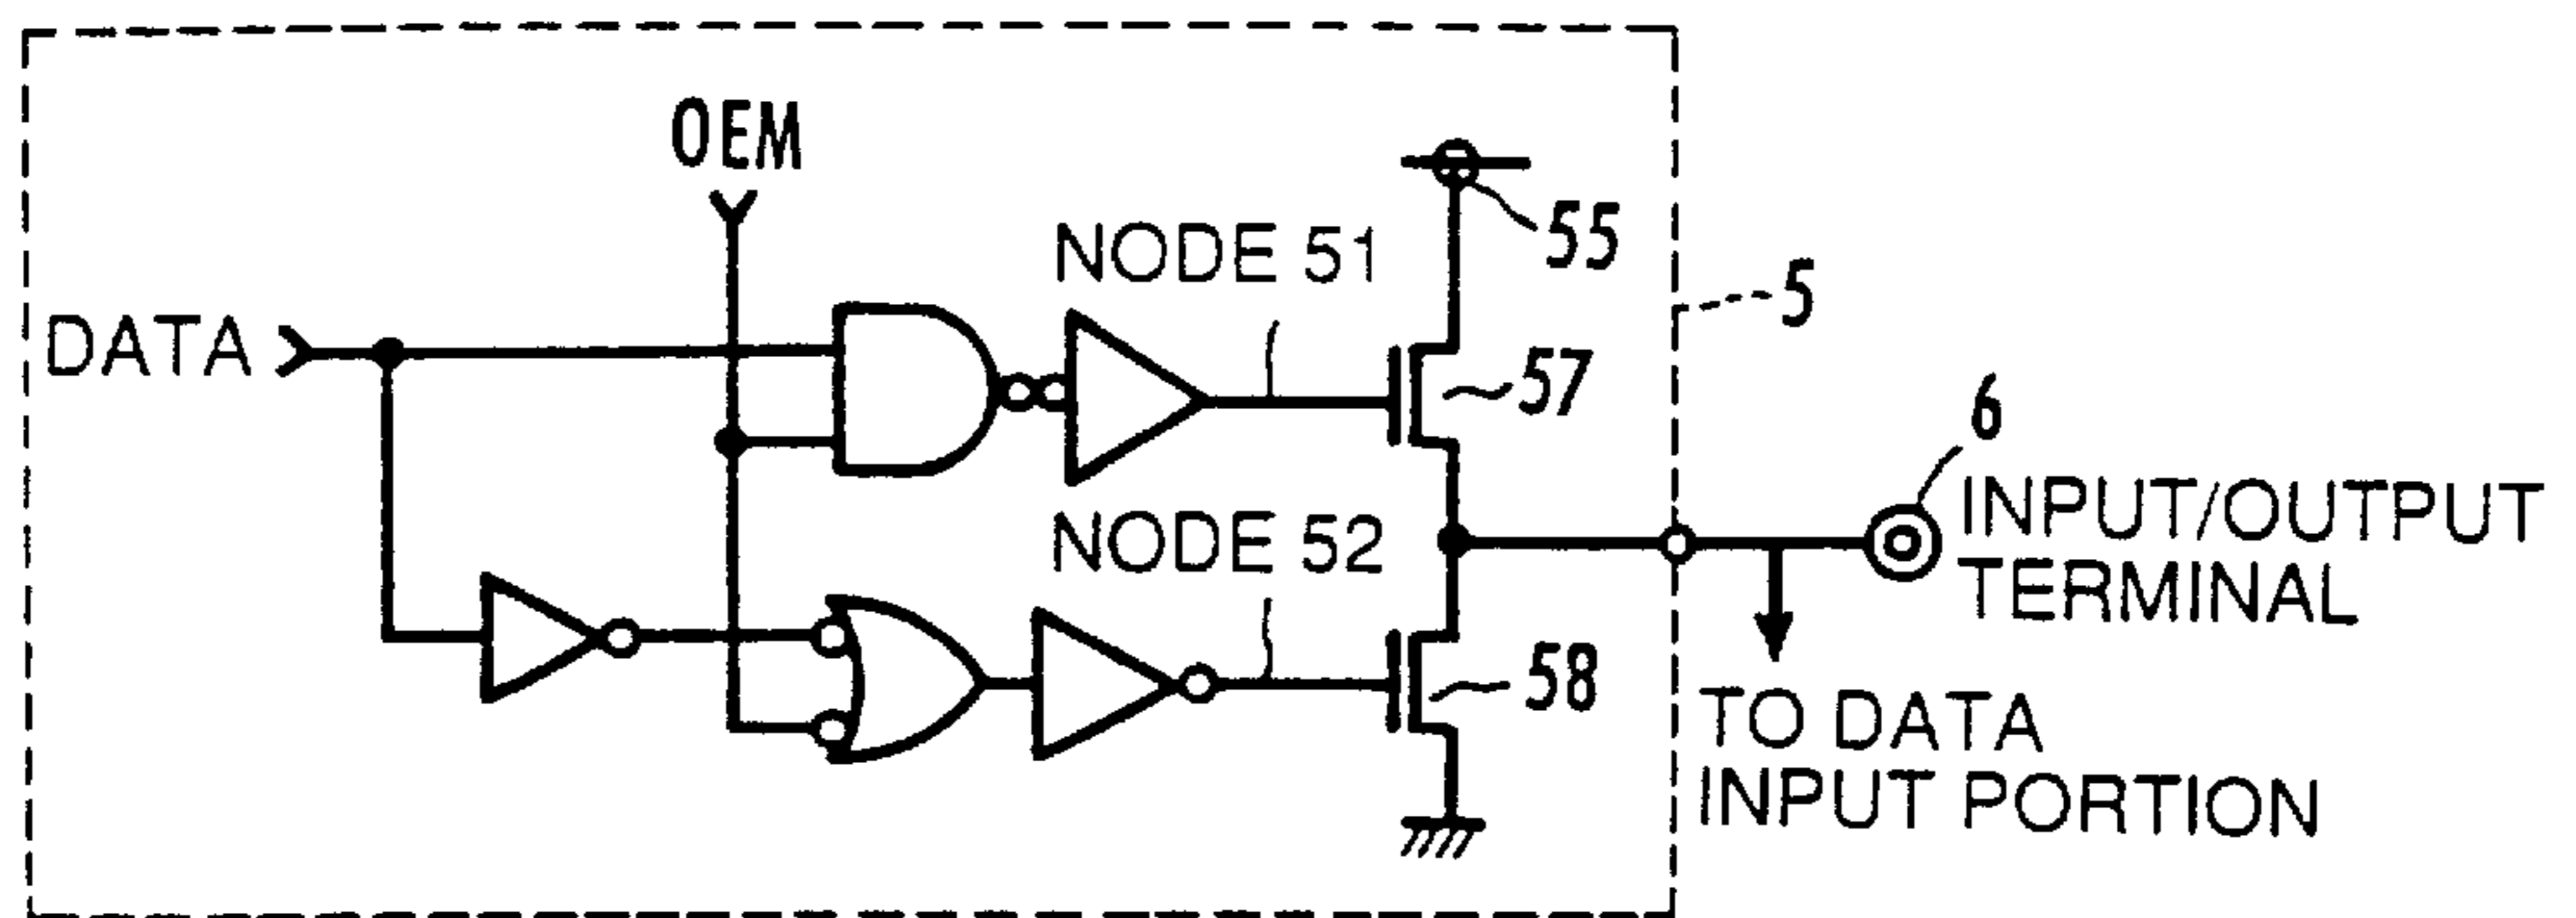 OEM
DATA
NODE 51
55
5
57
6
INPUT/OUTPUT
TERMINAL
NODE 52
58
TO DATA
INPUT PORTION